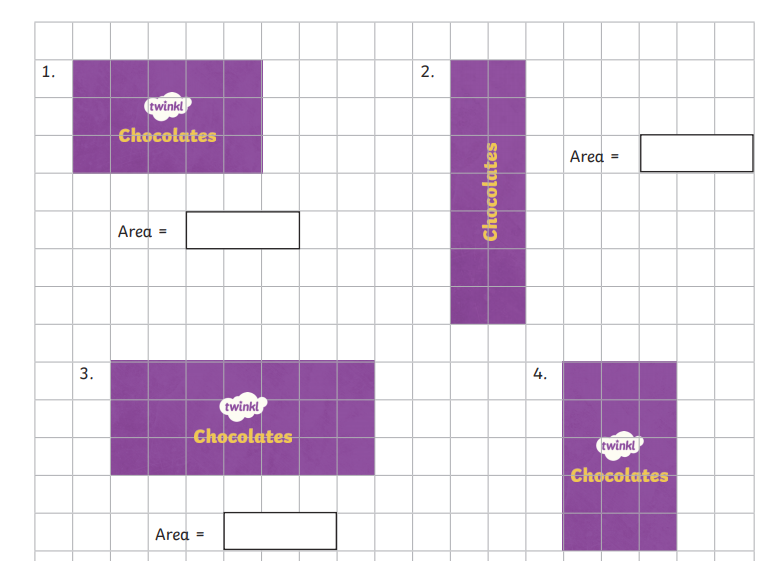 1.
twinkl
Chocolates
Area =
2.
Chocolates
Area =
3.
twinkl
Chocolates
Area =
4.
twinkl
Chocolates